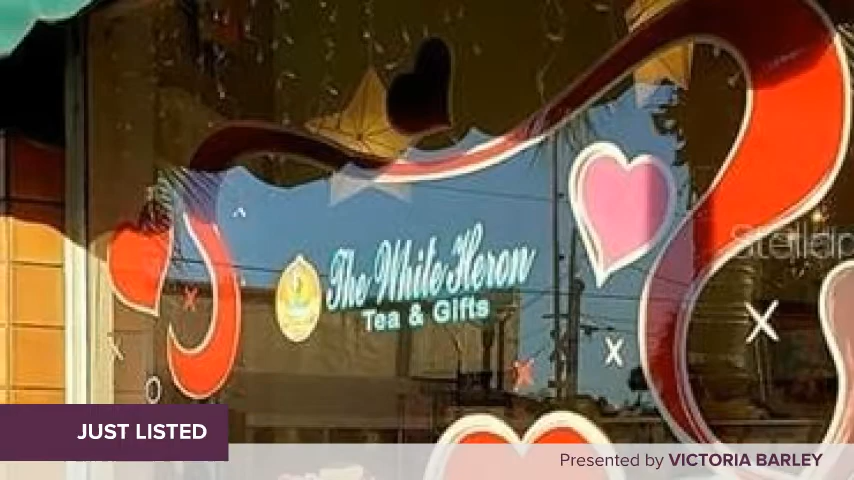 The White Heron
Tea & Gifts
JUST LISTED
Presented by VICTORIA BARLEY